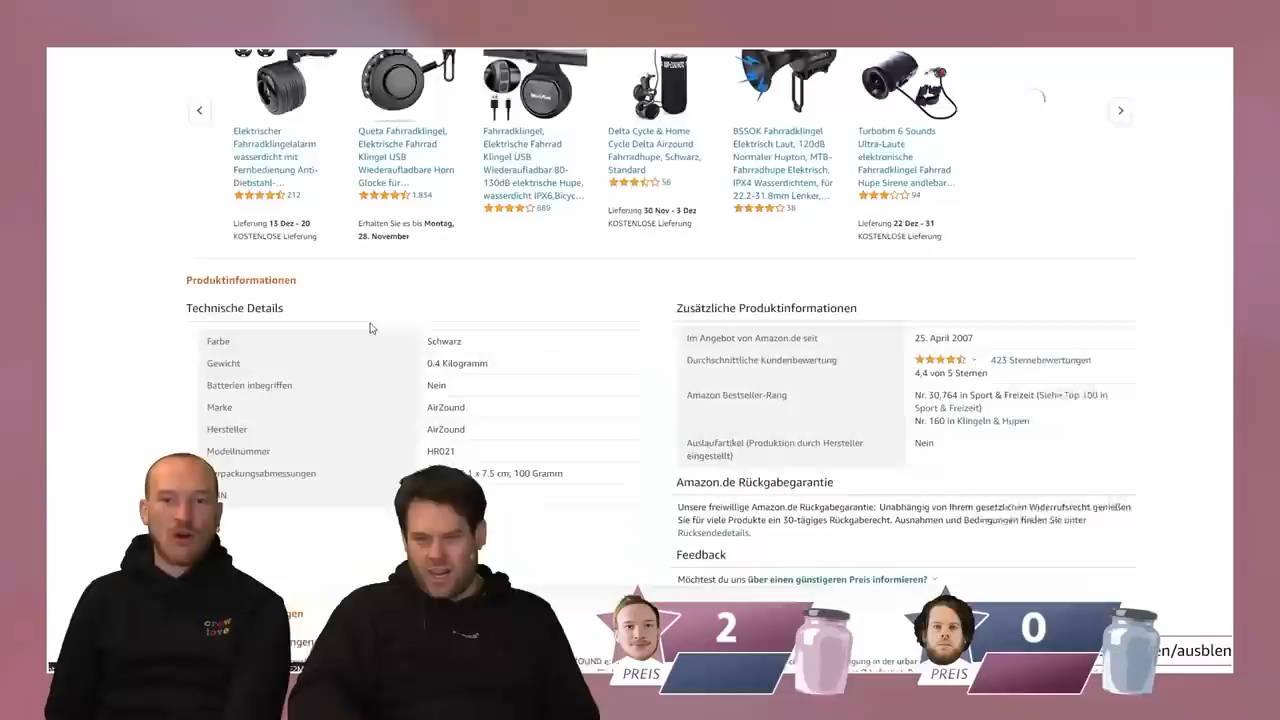 Elektrischer
Fahrradklingelalarm
wasserdicht mit
Fernbedienung Anti-
Diebstahl-...
212
Lieferung 13 Dez - 20
KOSTENLOSE Lieferung
Queta Fahrradklingel,
Elektrische Fahrrad
Klingel USB
Wiederaufladbare Horn
Glocke für...
1.834
Erhalten Sie es bis Montag,
28. November
Fahrradklingel,
Elektrische Fahrrad
Klingel USB
Wiederaufladbar 80-
130dB elektrische Hupe,
wasserdicht IPX6,Bicyc...
889
Delta Cycle & Home
Cycle Delta Airzound
Fahrradhupe, Schwarz,
Standard
56
Lieferung 30 Nov - 3 Dez
KOSTENLOSE Lieferung
BSSOK Fahrradklingel
Elektrisch Laut, 120dB
Normaler Hupton, MTB-
Fahrradhupe Elektrisch,
IPX4 Wasserdichtem, für
22.2-31.8mm Lenker,...
38
Turbobm 6 Sounds
Ultra-Laute
elektronische
Fahrradklingel Fahrrad
Hupe Sirene andlebar...
94
Lieferung 22 Dez - 31
KOSTENLOSE Lieferung
Produktinformationen
Technische Details
Farbe Schwarz
Gewicht 0.4 Kilogramm
Batterien inbegriffen Nein
Marke AirZound
Hersteller AirZound
Modellnummer HR021
erpackungsabmessungen x 7.5 cm; 100 Gramm
Zusätzliche Produktinformationen
Im Angebot von Amazon.de seit 25. April 2007
Durchschnittliche Kundenbewertung 423 Sternebewertungen
4,4 von 5 Sternen
Amazon Bestseller-Rang Nr. 30,764 in Sport & Freizeit (Siehe Top 100 in
Sport & Freizeit)
Nr. 160 in Klingeln & Hupen
Auslaufartikel (Produktion durch Hersteller Nein
eingestellt)
Amazon.de Rückgabegarantie
Unsere freiwillige Amazon.de Rückgabegarantie: Unabhängig von Ihrem gesetzlichen Widerrufsrecht genießen
Sie für viele Produkte ein 30-tägiges Rückgaberecht. Ausnahmen und Bedingungen finden Sie unter
Rücksendedetails.
Feedback
Möchtest du uns über einen günstigeren Preis informieren?
crew
love
2
PREIS
0
PREIS
en/ausblen